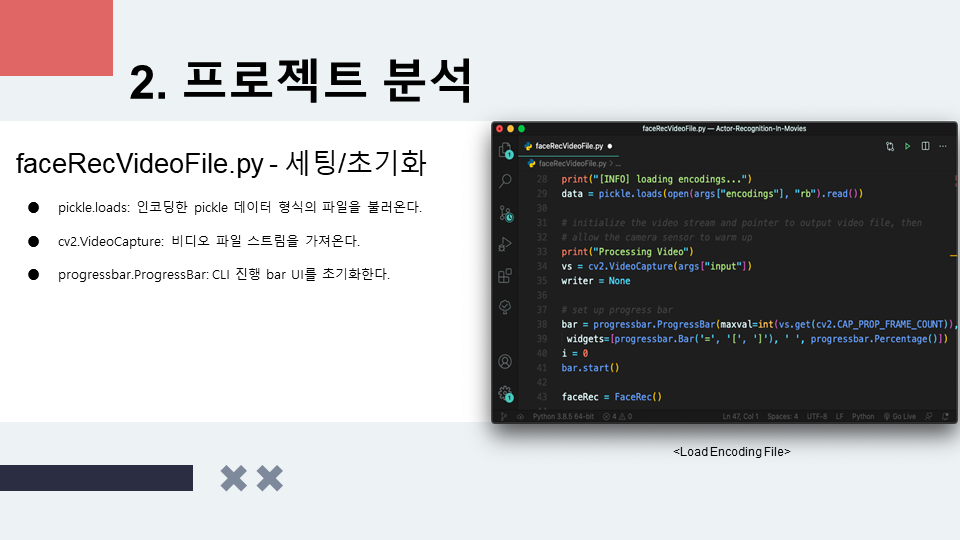 2. 프로젝트 분석
faceRecVideoFile.py - 세팅/초기화
● pickle.loads: 인코딩한 pickle 데이터 형식의 파일을 불러온다.
● cv2.VideoCapture: 비디오 파일 스트림을 가져온다.
● progressbar.ProgressBar: CLI 진행 bar UI를 초기화한다.
faceRecVideoFile.py — Actor-Recognition-In-Movies
faceRecVideoFile.py ●
faceRecVideoFile.py > ...
28 print("[INFO] loading encodings...")
29 data = pickle.loads(open(args["encodings"], "rb").read())
30
31 # initialize the video stream and pointer to output video file, then
32 # allow the camera sensor to warm up
33 print("Processing Video")
34 vs = cv2.VideoCapture(args["input"])
35 writer = None
36
37 # set up progress bar
38 bar = progressbar.ProgressBar(maxval=int(vs.get(cv2.CAP_PROP_FRAME_COUNT)),
39 widgets=[progressbar.Bar('=', '[', ']'), ' ', progressbar.Percentage()])
40 i = 0
41 bar.start()
42
43 faceRec = FaceRec()
Python 3.8.5 64-bit 4 0 Ln 47, Col 1 Spaces: 4 UTF-8 LF Python Go Live
<Load Encoding File>